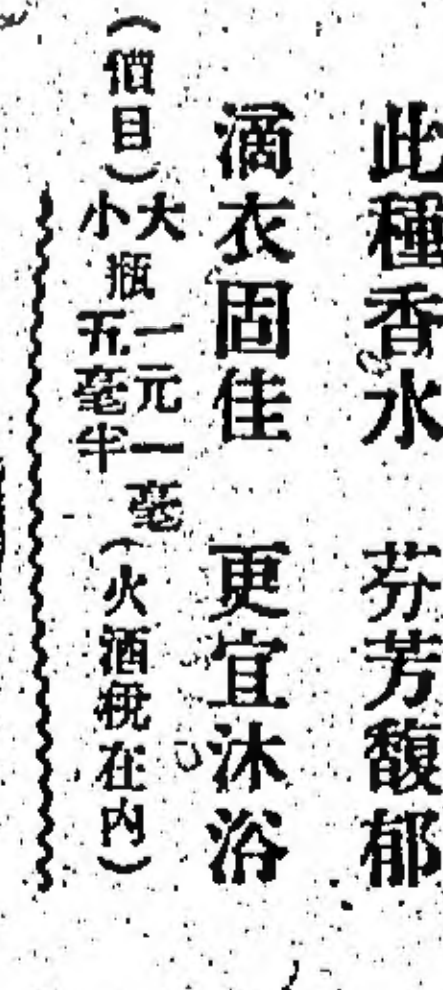 此種香水 芬芳馥郁
滴衣固佳 更宜沐浴
(價目)大瓶一元一毫
小瓶五毫半
(火酒稅在內)